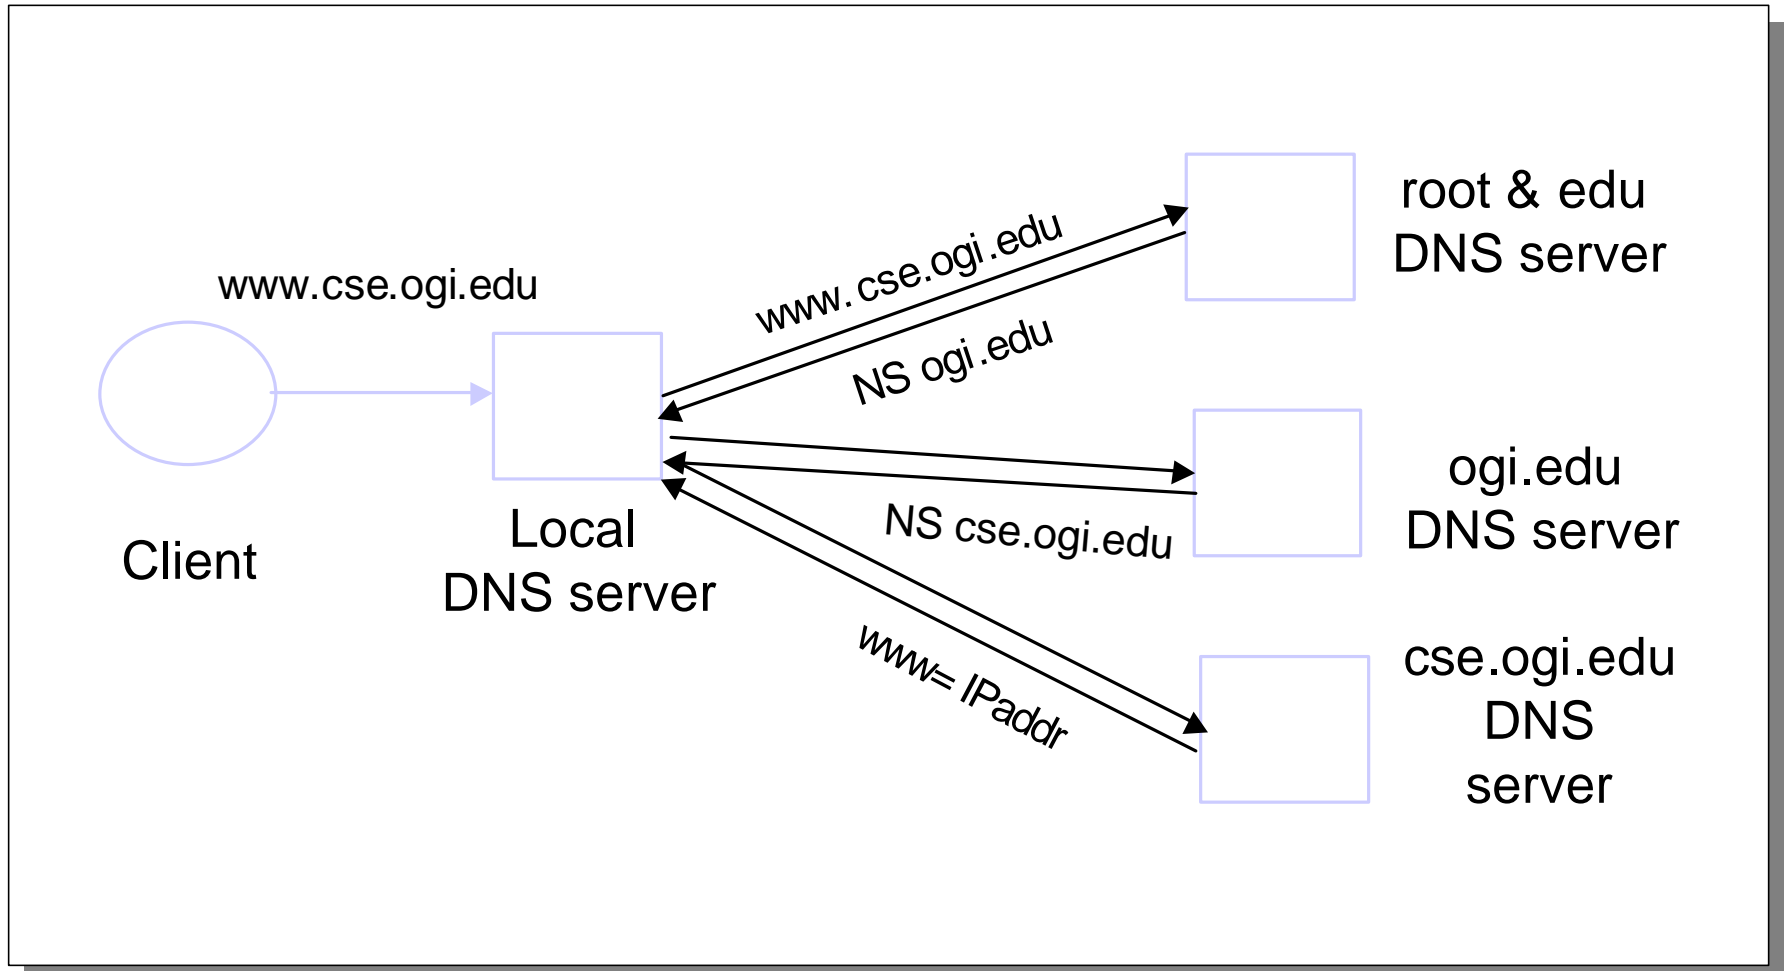 www.cse.ogi.edu
Client
Local
DNS server
www. cse.ogi.edu
NS ogi.edu
NS cse.ogi.edu
www= IPaddr
root & edu
DNS server
ogi.edu
DNS server
cse.ogi.edu
DNS
server